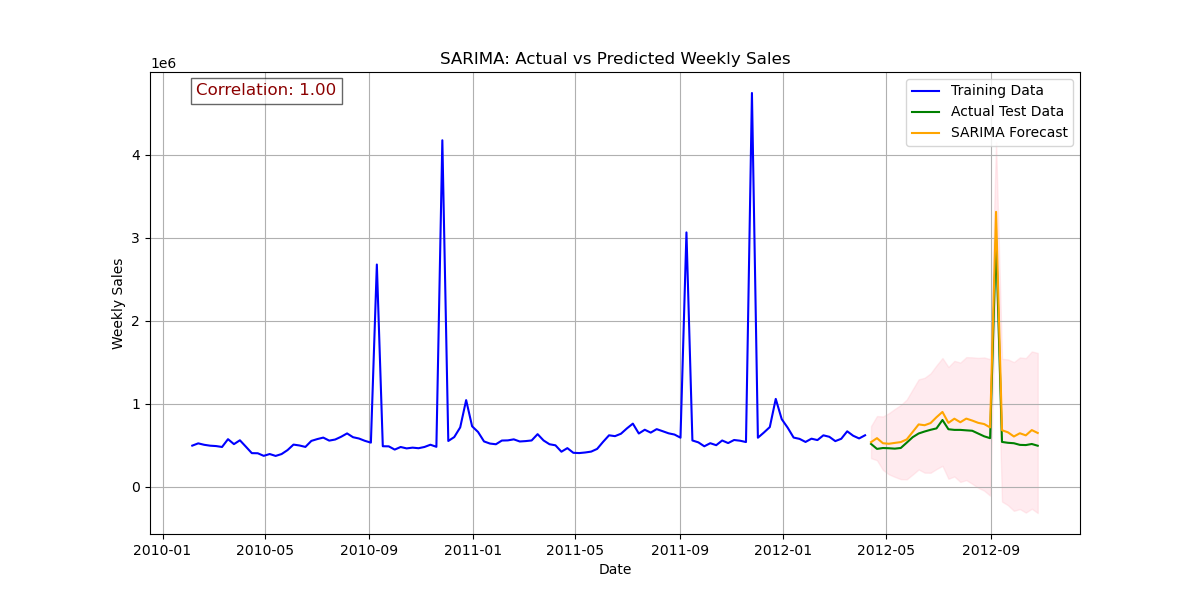 SARIMA: Actual vs Predicted Weekly Sales
1e6
Correlation: 1.00
Training Data
Actual Test Data
SARIMA Forecast
4
3
2
1
0
Weekly Sales
2010-01 2010-05 2010-09 2011-01 2011-05 2011-09 2012-01 2012-05 2012-09
Date